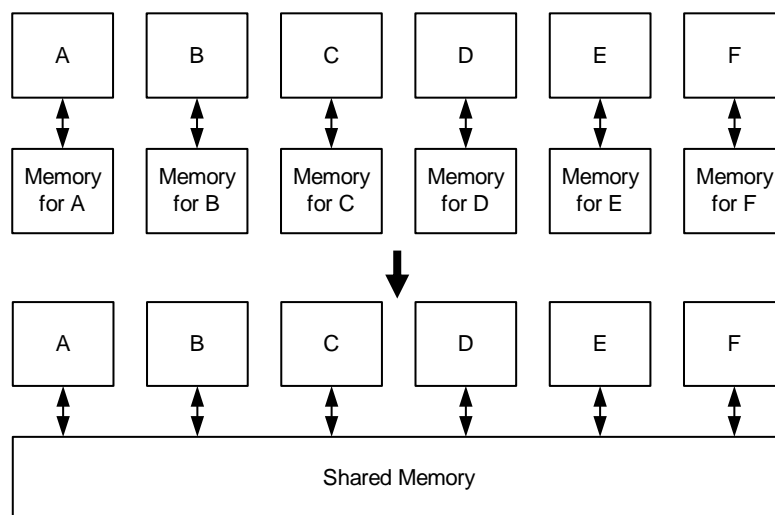 A
B
C
D
E
F
Memory
for A
Memory
for B
Memory
for C
Memory
for D
Memory
for E
Memory
for F
A
B
C
D
E
F
Shared Memory